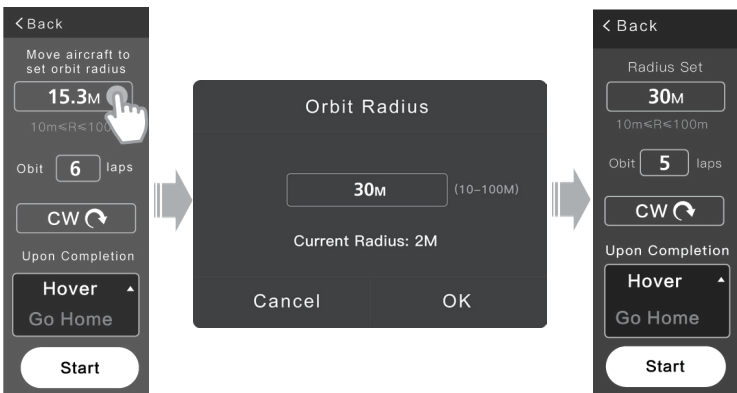 Back
Move aircraft to
set orbit radius
15.3M
10m≤R≤100
Obit 6 laps
CW
Upon Completion
Hover
Go Home
Start
Orbit Radius
30M (10–100M)
Current Radius: 2M
Cancel OK
Back
Radius Set
30M
10m≤R≤100m
Obit 5 laps
CW
Upon Completion
Hover
Go Home
Start